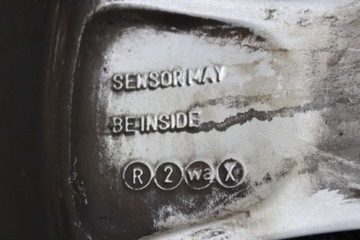 SENSOR MAY
BE INSIDE
R 2 wa X